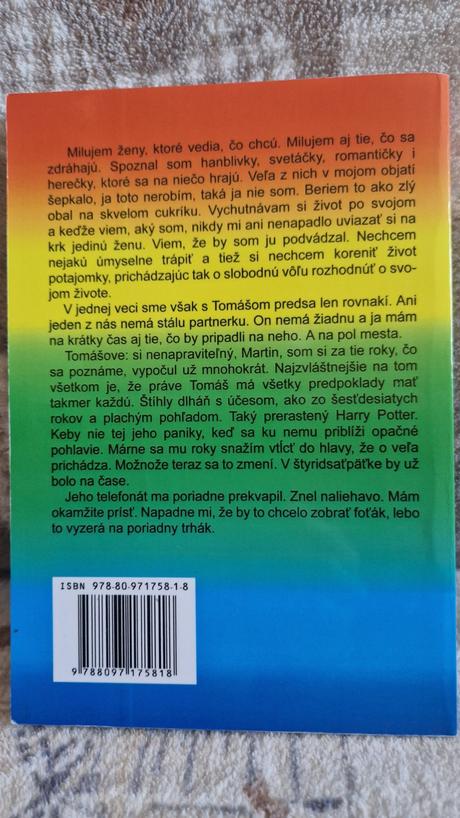 Milujem ženy, ktoré vedia, čo chcú. Milujem aj tie, čo sa
zdráhajú. Spoznal som hanblivky, svetáčky, romantičky i
herečky, ktoré sa na niečo hrajú. Veľa z nich v mojom objatí
šepkalo, ja toto nerobím, taká ja nie som. Beriem to ako zlý
obal na skvelom cukríku. Vychutnávam si život po svojom
a keďže viem, aký som, nikdy mi ani nenapadlo uviazať si na
krk jedinú ženu. Viem, že by som ju podvádzal. Nechcem
nejakú úmyselne trápiť a tiež si nechcem koreniť život
potajomky, prichádzajúc tak o slobodnú vôľu rozhodnúť o svo-
jom živote.
V jednej veci sme však s Tomášom predsa len rovnakí. Ani
jeden z nás nemá stálu partnerku. On nemá žiadnu a ja mám
na krátky čas aj tie, čo by pripadli na neho. A na pol mesta.
Tomášove: si nenapraviteľný, Martin, som si za tie roky, čo
sa poznáme, vypočul už mnohokrát. Najzvláštnejšie na tom
všetkom je, že práve Tomáš má všetky predpoklady mať
takmer každú. Štíhly dlháň s účesom, ako zo šesťdesiatych
rokov a plachým pohľadom. Taký prerastený Harry Potter.
Keby nie tej jeho paniky, keď sa ku nemu priblíži opačné
pohlavie. Márne sa mu roky snažím vtĺcť do hlavy, že o veľa
prichádza. Možnože teraz sa to zmení. V štyridsaťpäťke by už
bolo na čase.
Jeho telefonát ma poriadne prekvapil. Znel naliehavo. Mám
okamžite prísť. Napadne mi, že by to chcelo zobrať foťák, lebo
to vyzerá na poriadny trhák.
ISBN 978-80-971758-1-8
9 788097 175818